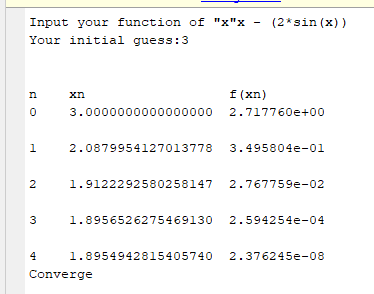 Input your function of "x"x - (2*sin(x))
Your initial guess:3
n xn f(xn)
0 3.0000000000000000 2.717760e+00
1 2.0879954127013778 3.495804e-01
2 1.9122292580258147 2.767759e-02
3 1.8956526275469130 2.594254e-04
4 1.8954942815405740 2.376245e-08
Converge